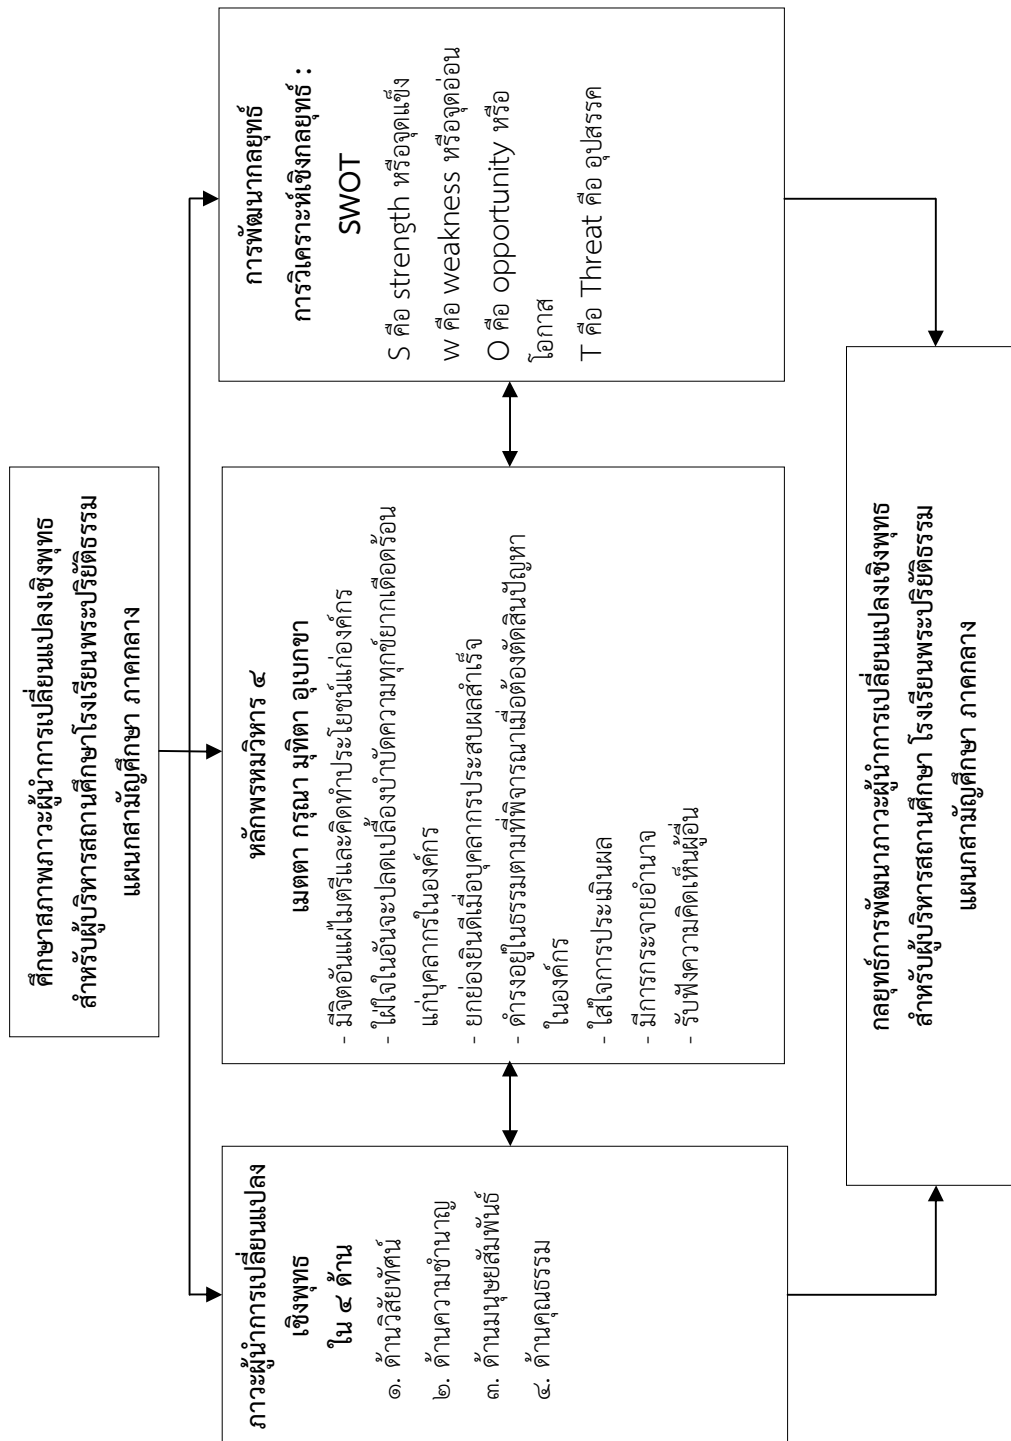 ศึกษาสภาพภาวะผู้นำการเปลี่ยนแปลงเชิงพุทธ
สำหรับผู้บริหารสถานศึกษาโรงเรียนพระปริยัติธรรม
แผนกสามัญศึกษา ภาคกลาง
ภาวะผู้นำการเปลี่ยนแปลง
เชิงพุทธ
ใน ๔ ด้าน
๑. ด้านวิสัยทัศน์
๒. ด้านความชำนาญ
๓. ด้านมนุษยสัมพันธ์
๔. ด้านคุณธรรม
หลักพรหมวิหาร ๔
เมตตา กรุณา มุทิตา อุเบกขา
- มีจิตอันแผ่ไมตรีและคิดทำประโยชน์แก่องค์กร
- ใฝ่ใจในอันจะปลดเปลื้องบำบัดความทุกข์ยากเดือดร้อน
แก่บุคลากรในองค์กร
- ยกย่องยินดีเมื่อบุคลากรประสบผลสำเร็จ
- ดำรงอยู่ในธรรมตามที่พิจารณาเมื่อต้องตัดสินปัญหา
ในองค์กร
- ใส่ใจการประเมินผล
- มีการกระจายอำนาจ
- รับฟังความคิดเห็นผู้อื่น
การพัฒนากลยุทธ์
การวิเคราะห์เชิงกลยุทธ์ :
SWOT
S คือ strength หรือจุดแข็ง
W คือ weakness หรือจุดอ่อน
O คือ opportunity หรือ
โอกาส
T คือ Threat คือ อุปสรรค
กลยุทธ์การพัฒนาภาวะผู้นำการเปลี่ยนแปลงเชิงพุทธ
สำหรับผู้บริหารสถานศึกษา โรงเรียนพระปริยัติธรรม
แผนกสามัญศึกษา ภาคกลาง